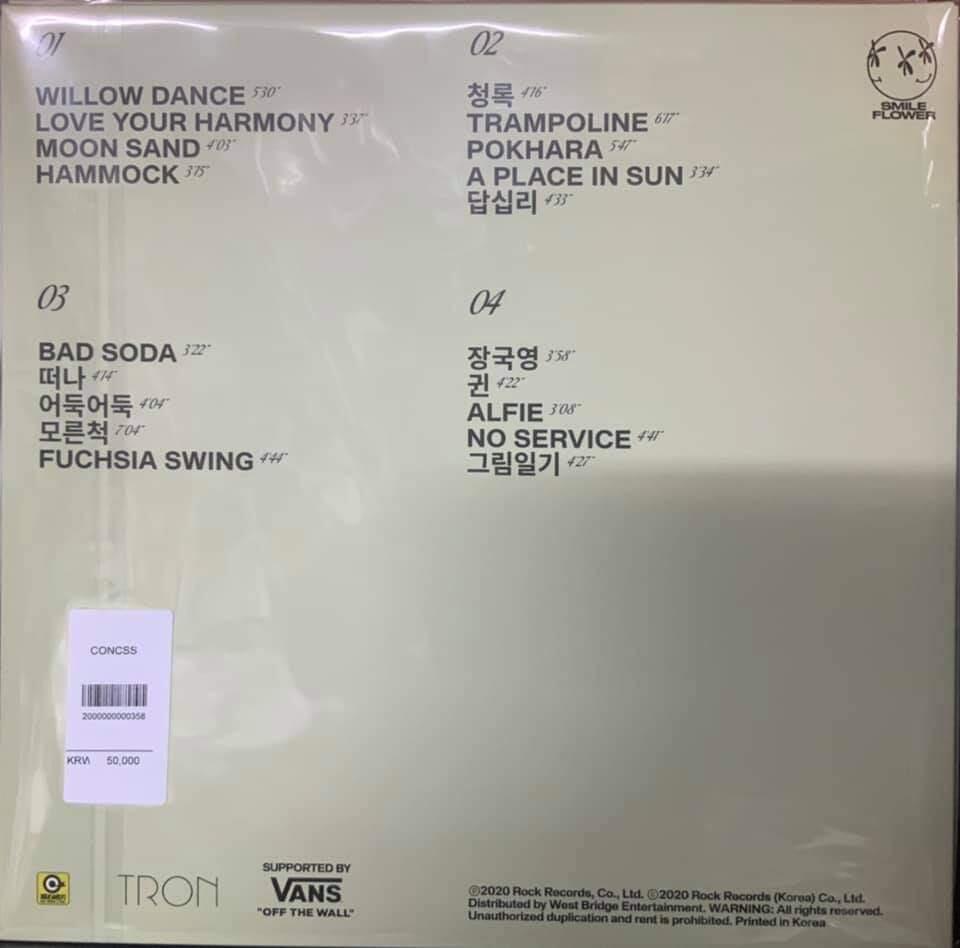 01
WILLOW DANCE 5'30"
LOVE YOUR HARMONY 3'37"
MOON SAND 4'03"
HAMMOCK 3'15"
02
청록 4'16"
TRAMPOLINE 6'17"
POKHARA 5'47"
A PLACE IN SUN 3'34"
답십리 4'33"
SMILE
FLOWER
03
BAD SODA 3'22"
떠나 4'14"
어둑어둑 4'04"
모른척 7'04"
FUCHSIA SWING 4'44"
04
장국영 3'58"
귄 4'22"
ALFIE 3'08"
NO SERVICE 4'41"
그림일기 4'27"
CONCSS
2000000000358
KRW 50,000
TRON
SUPPORTED BY
VANS
"OFF THE WALL"
℗2020 Rock Records, Co., Ltd. ©2020 Rock Records (Korea) Co., Ltd.
Distributed by West Bridge Entertainment. WARNING: All rights reserved.
Unauthorized duplication and rent is prohibited. Printed in Korea